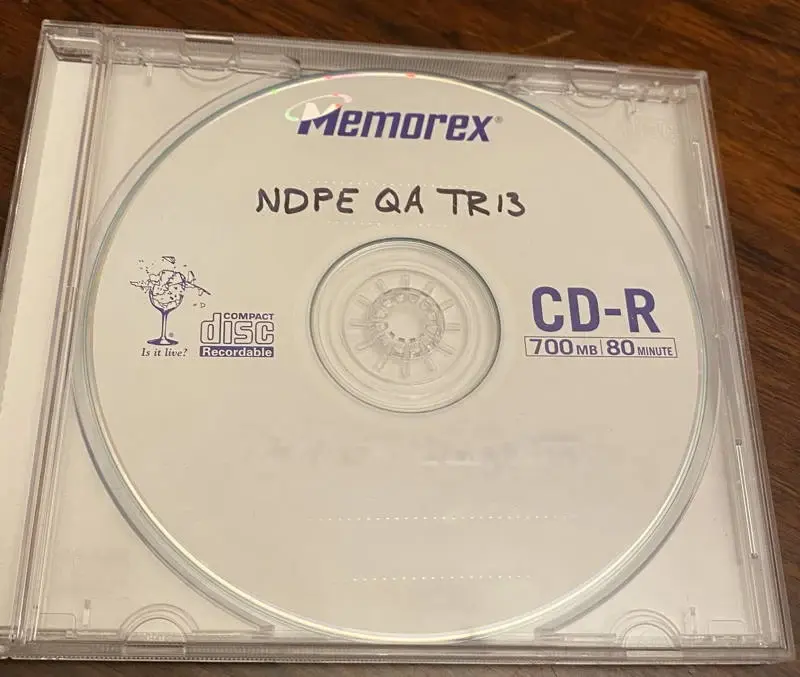 Memorex®
NDPE QA TR13
Is it live?
COMPACT
disc
Recordable
CD-R
700 MB 80 MINUTE